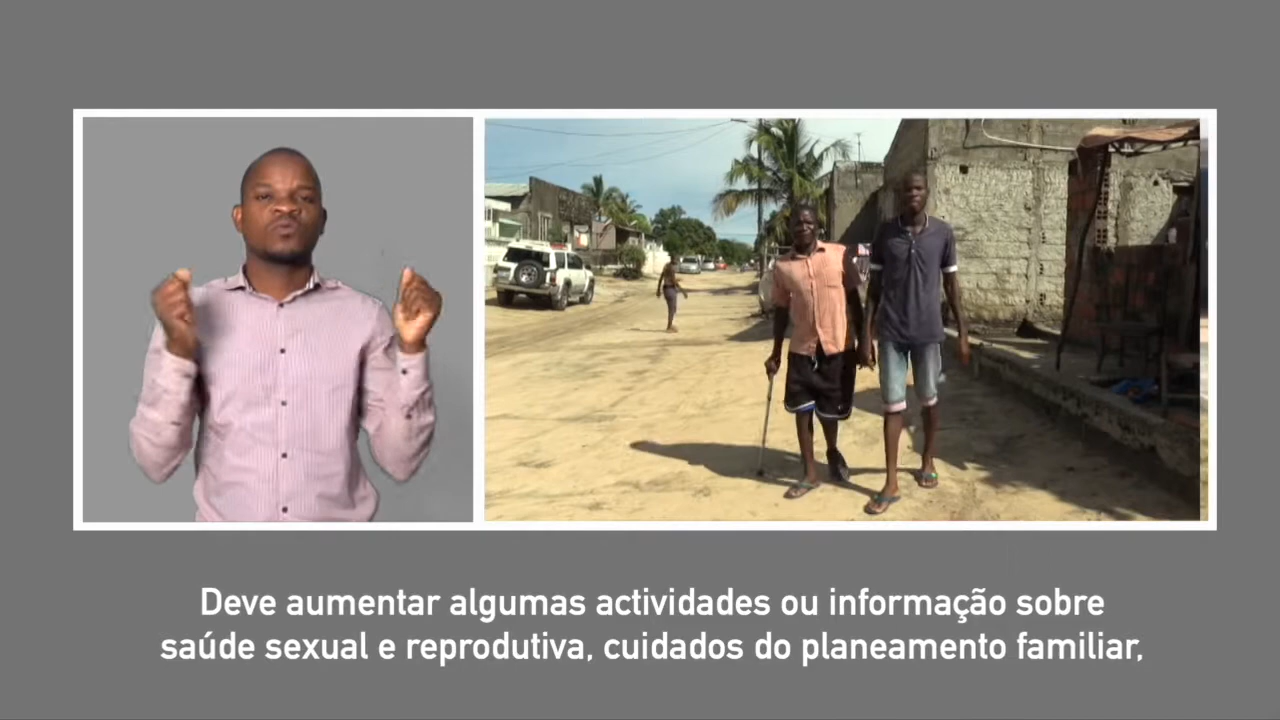 Deve aumentar algumas actividades ou informação sobre
saúde sexual e reprodutiva, cuidados do planeamento familiar,